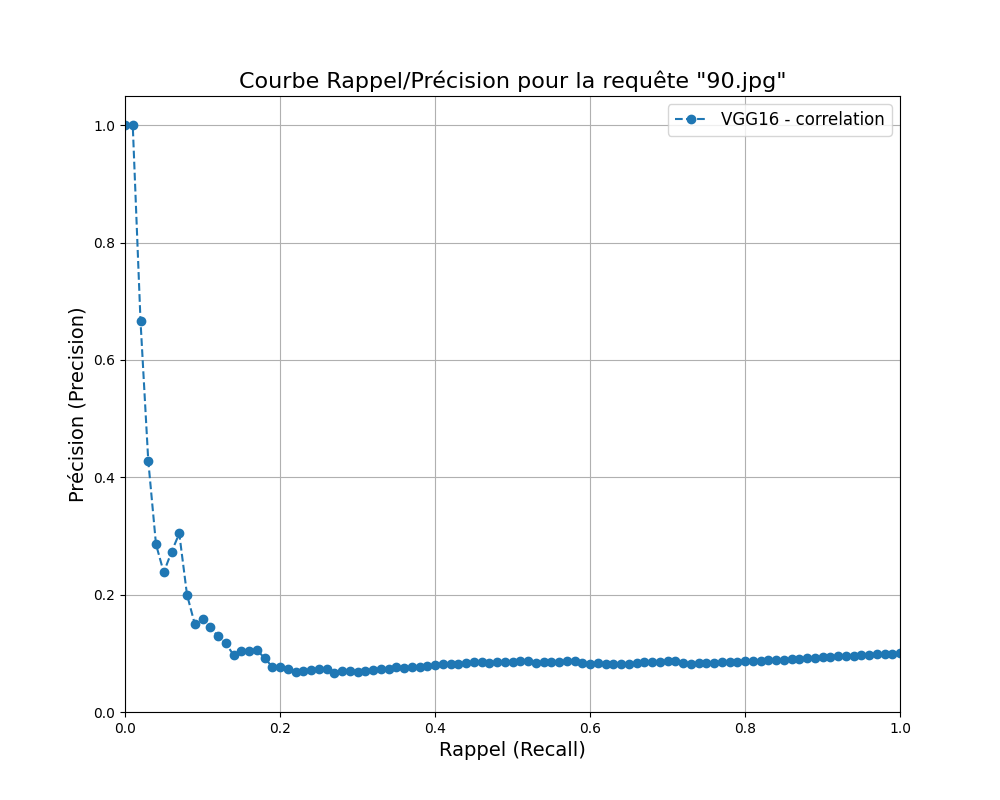 Courbe Rappel/Précision pour la requête "90.jpg"
VGG16 - correlation
Précision (Precision)
1.0
0.8
0.6
0.4
0.2
0.0
0.0 0.2 0.4 0.6 0.8 1.0
Rappel (Recall)